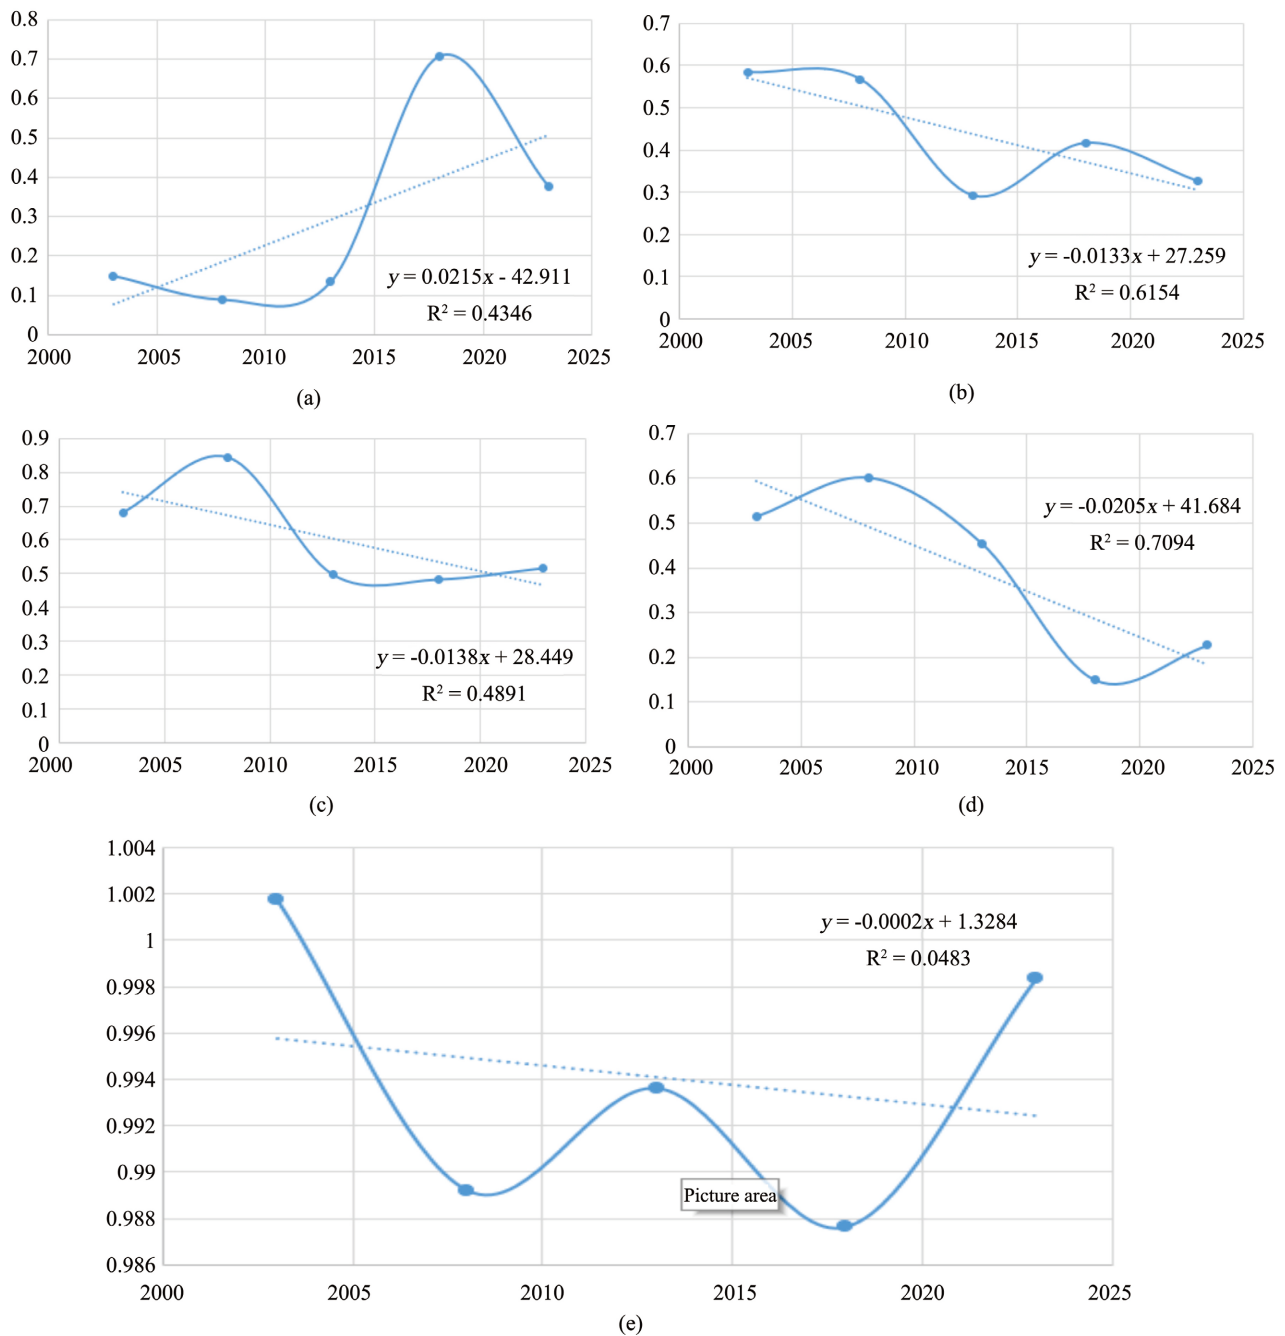 0.8
0.7
0.6
0.5
0.4
0.3
0.2
0.1
0
2000 2005 2010 2015 2020 2025
y = 0.0215x - 42.911
R² = 0.4346
(a)
0.7
0.6
0.5
0.4
0.3
0.2
0.1
0
2000 2005 2010 2015 2020 2025
y = -0.0133x + 27.259
R² = 0.6154
(b)
0.9
0.8
0.7
0.6
0.5
0.4
0.3
0.2
0.1
0
2000 2005 2010 2015 2020 2025
y = -0.0138x + 28.449
R² = 0.4891
(c)
0.7
0.6
0.5
0.4
0.3
0.2
0.1
0
2000 2005 2010 2015 2020 2025
y = -0.0205x + 41.684
R² = 0.7094
(d)
1.004
1.002
1
0.998
0.996
0.994
0.992
0.99
0.988
0.986
2000 2005 2010 2015 2020 2025
y = -0.0002x + 1.3284
R² = 0.0483
Picture area
(e)